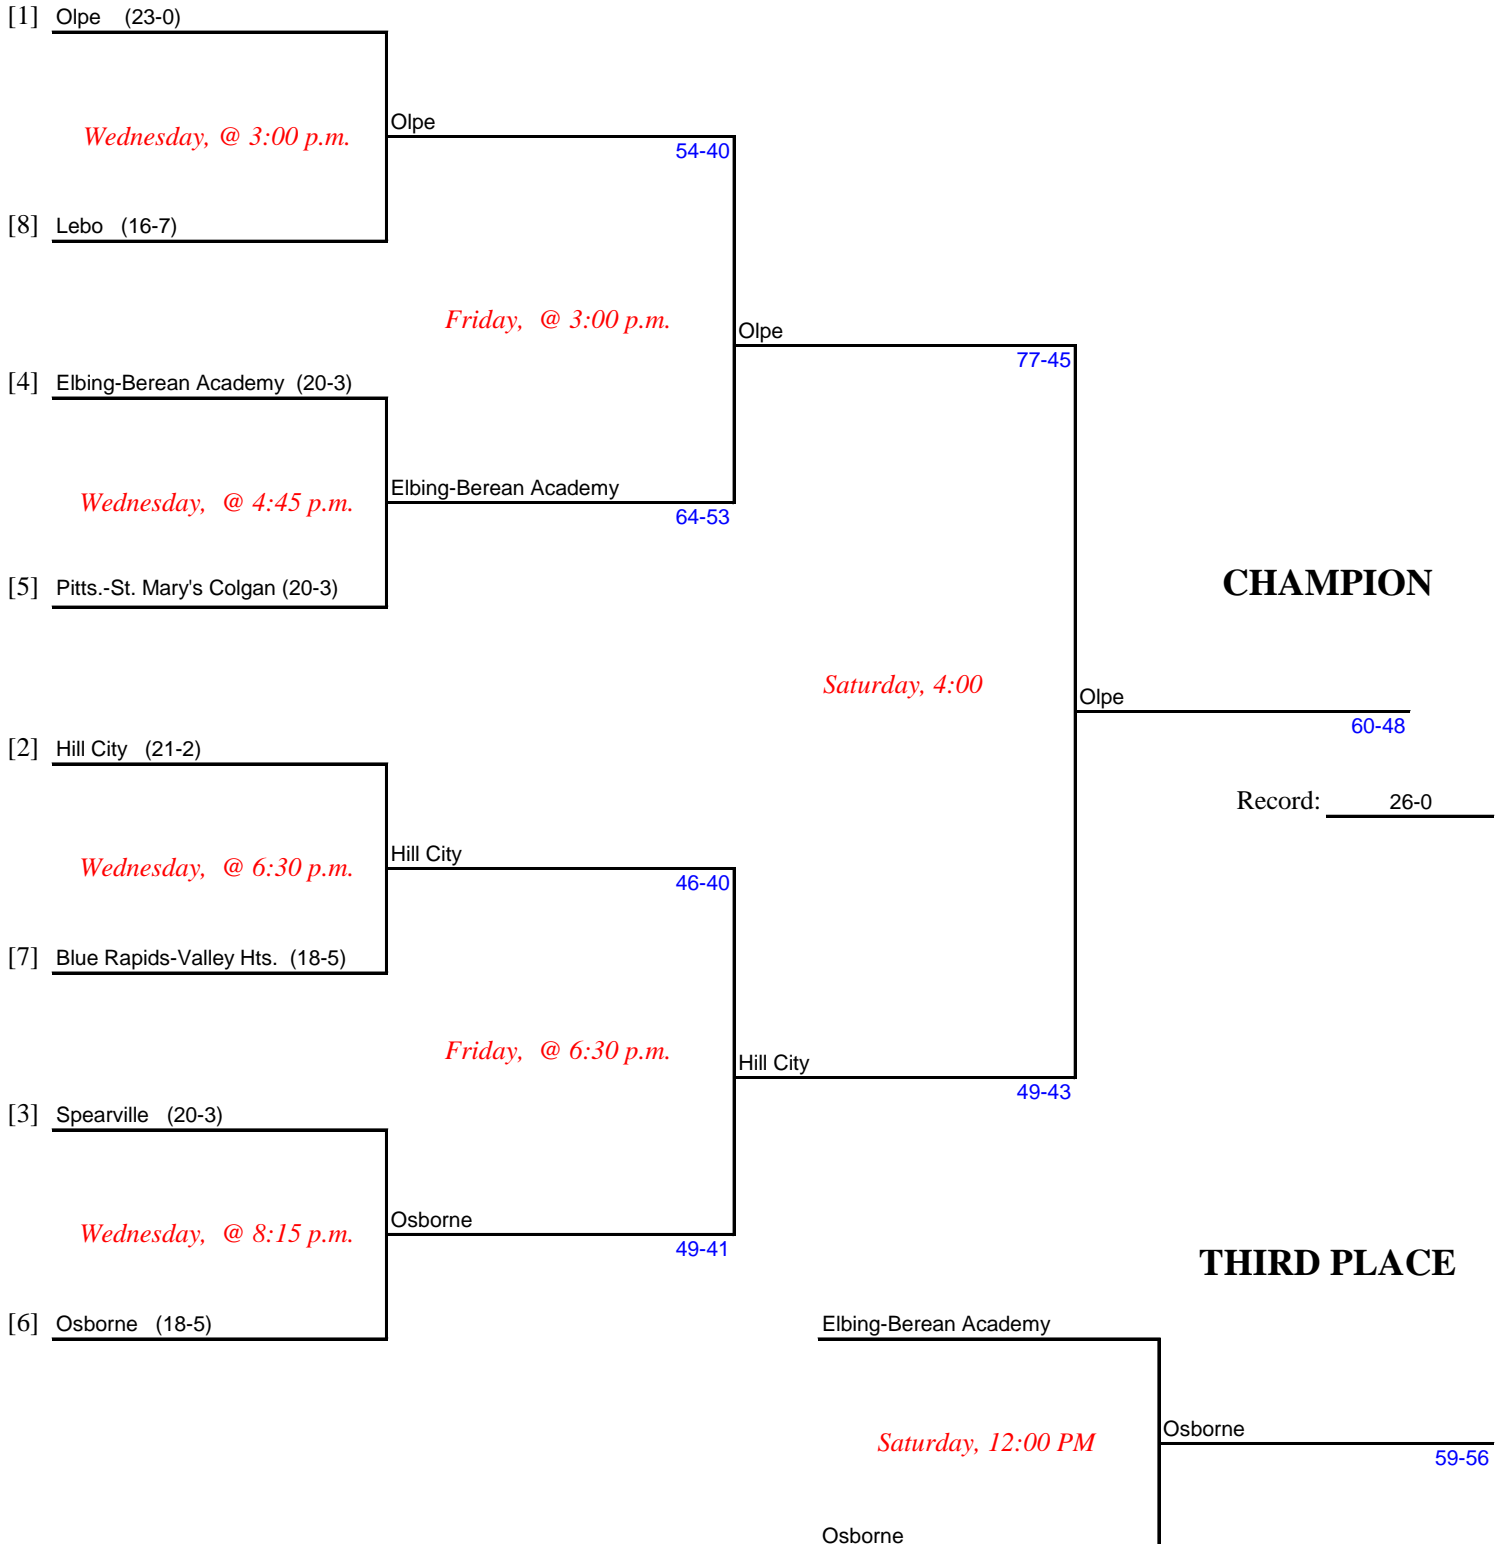 [1] Olpe (23-0)
Olpe
Wednesday, @ 3:00 p.m.
54-40
[8] Lebo (16-7)
Friday, @ 3:00 p.m.
Olpe
77-45
[4] Elbing-Berean Academy (20-3)
Elbing-Berean Academy
Wednesday, @ 4:45 p.m.
64-53
[5] Pitts.-St. Mary's Colgan (20-3)
CHAMPION
Saturday, 4:00
Olpe
60-48
[2] Hill City (21-2)
Record: 26-0
Hill City
Wednesday, @ 6:30 p.m.
46-40
[7] Blue Rapids-Valley Hts. (18-5)
Friday, @ 6:30 p.m.
Hill City
49-43
[3] Spearville (20-3)
Osborne
Wednesday, @ 8:15 p.m.
49-41
THIRD PLACE
[6] Osborne (18-5)
Elbing-Berean Academy
Saturday, 12:00 PM
Osborne
59-56
Osborne